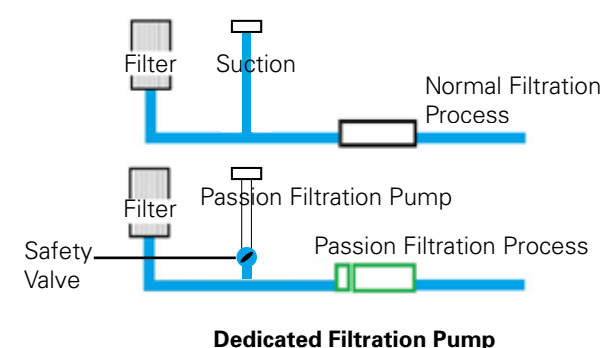 Filter
Suction
Normal Filtration
Process
Filter
Passion Filtration Pump
Safety
Valve
Passion Filtration Process
Dedicated Filtration Pump